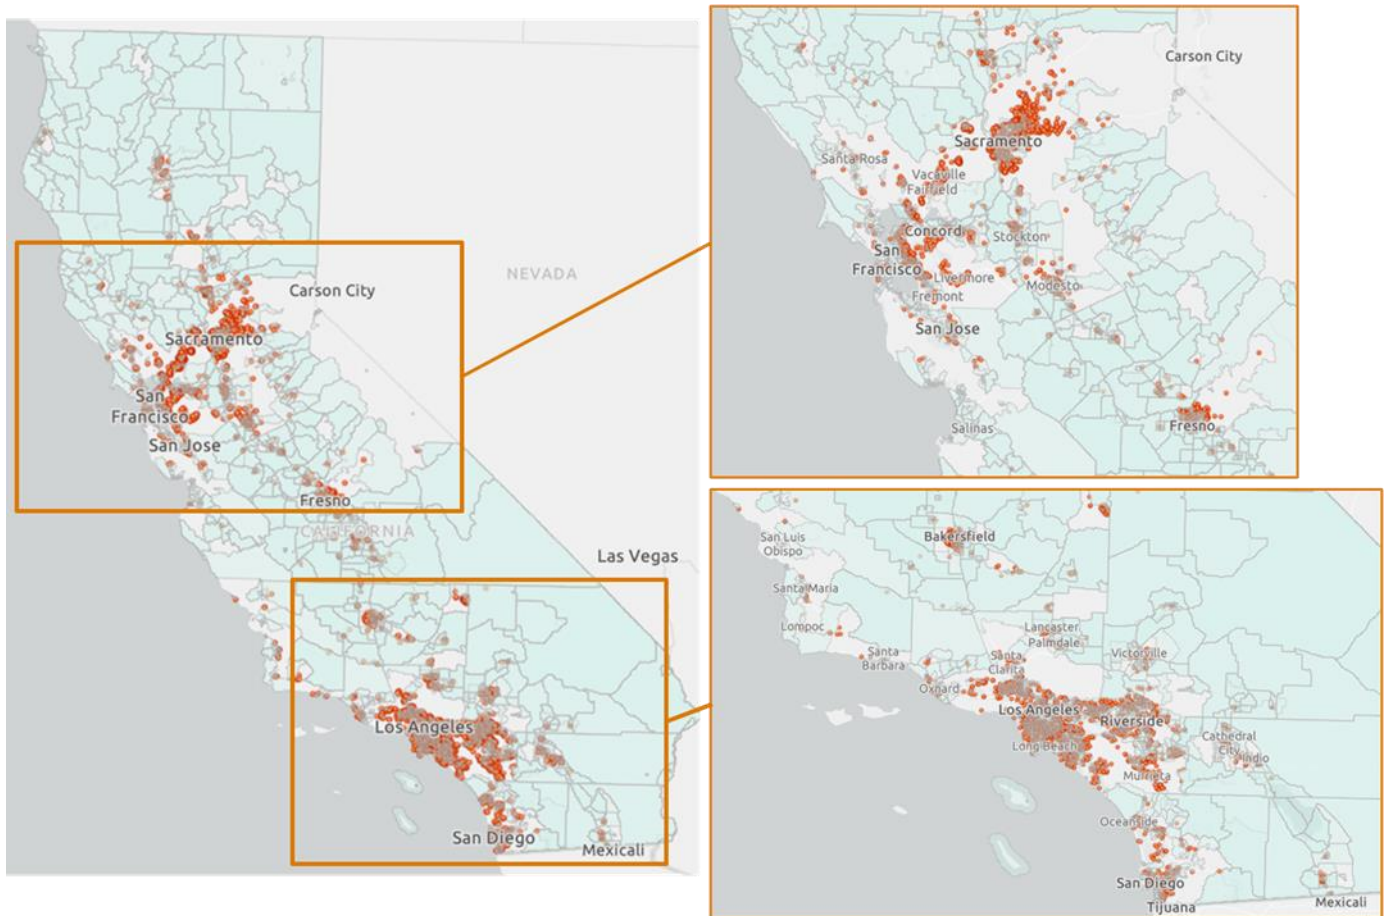 NEVADA
Carson City
Sacramento
San
Francisco
San Jose
Fresno
CALIFORNIA
Las Vegas
Los Angeles
San Diego
Mexicali
Carson City
Sacramento
Santa Rosa
Vacaville
Fairfield
Concord
Stockton
San
Francisco
Livermore
Fremont
Modesto
San Jose
Salinas
Fresno
San Luis
Obispo
Bakersfield
Santa Maria
Lompoc
Santa
Barbara
Lancaster
Palmdale
Santa
Clarita
Victorville
Oxnard
Los Angeles
Riverside
Long Beach
Cathedral
City
Indio
Murrieta
Oceanside
San Diego
Tijuana
Mexicali